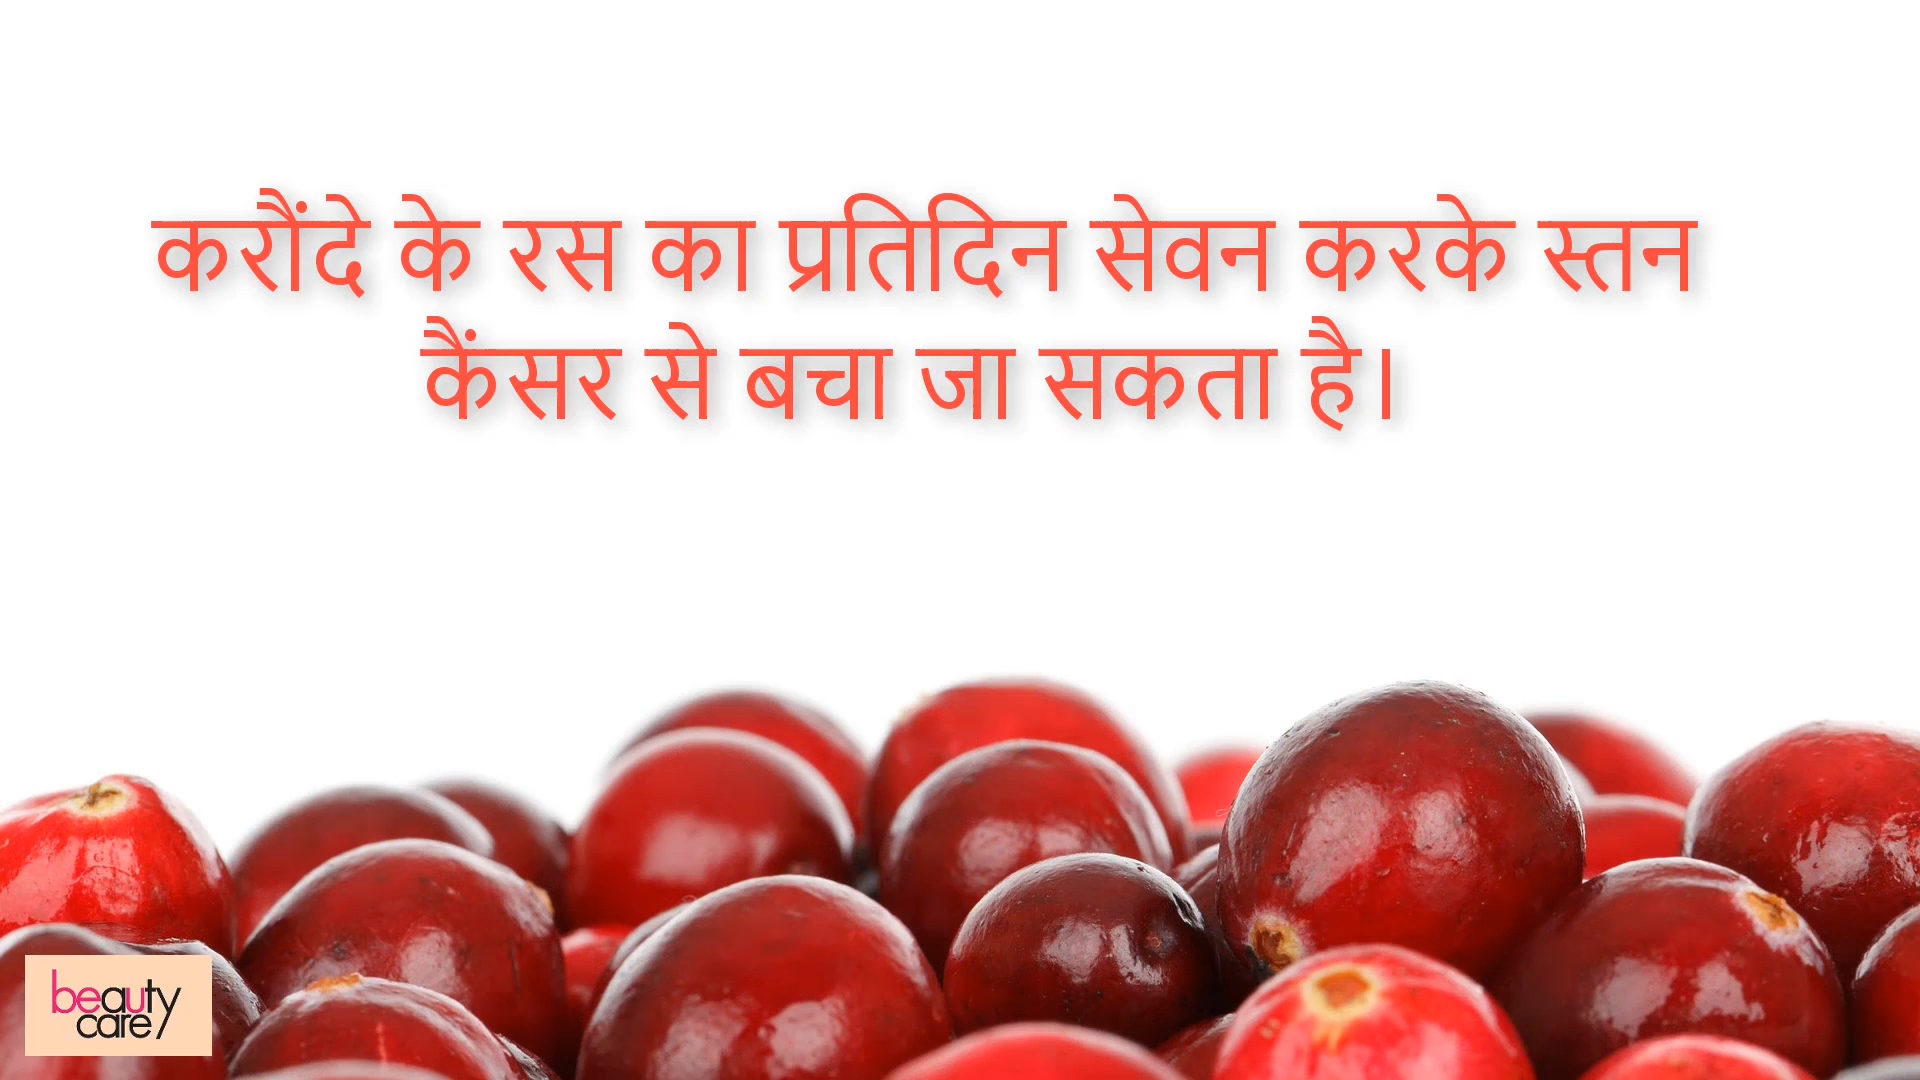 करौंदे के रस का प्रतिदिन सेवन करके स्तन
कैंसर से बचा जा सकता है।
beauty
care